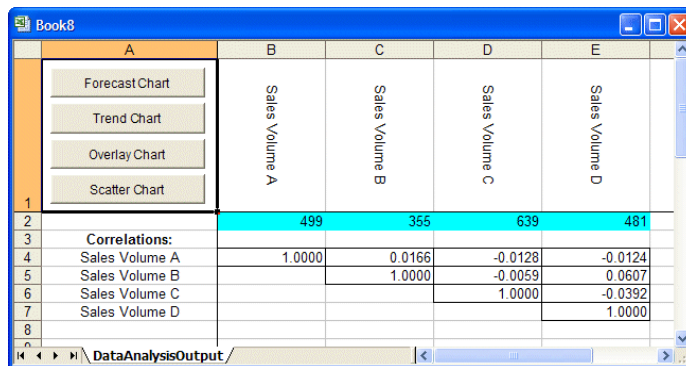 Book8
A B C D E
Forecast Chart
Trend Chart
Overlay Chart
Scatter Chart
Sales Volume A
Sales Volume B
Sales Volume C
Sales Volume D
1
2 499 355 639 481
3 Correlations:
4 Sales Volume A 1.0000 0.0166 -0.0128 -0.0124
5 Sales Volume B 1.0000 -0.0059 0.0607
6 Sales Volume C 1.0000 -0.0392
7 Sales Volume D 1.0000
8
DataAnalysisOutput